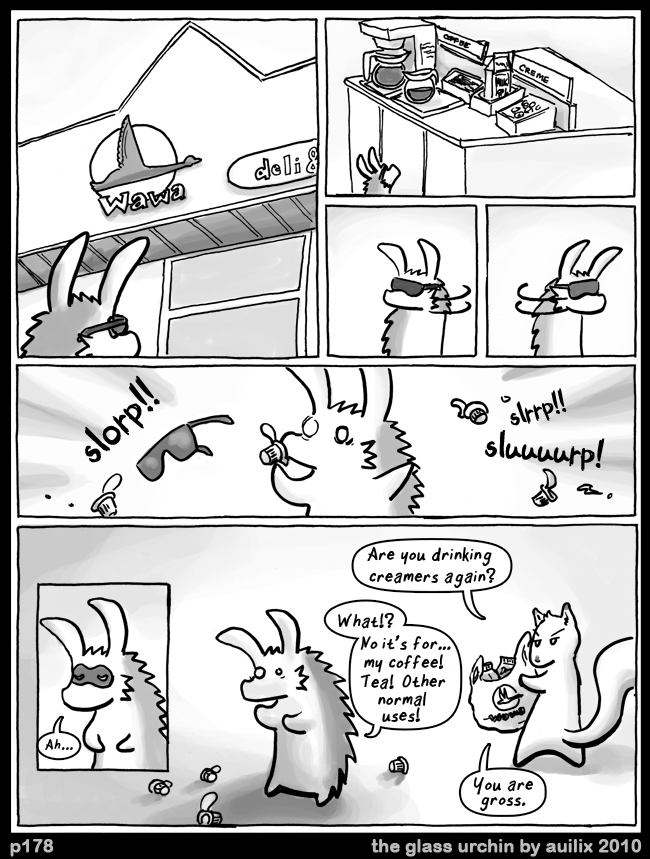 Wawa
deli &
COFFEE
CREME
slorp!!
slrrp!!
sluuuurp!
Are you drinking
creamers again?
What!?
No it's for...
my coffee!
Tea! Other
normal
uses!
Ah...
You are
gross.
p178
the glass urchin by auilix 2010